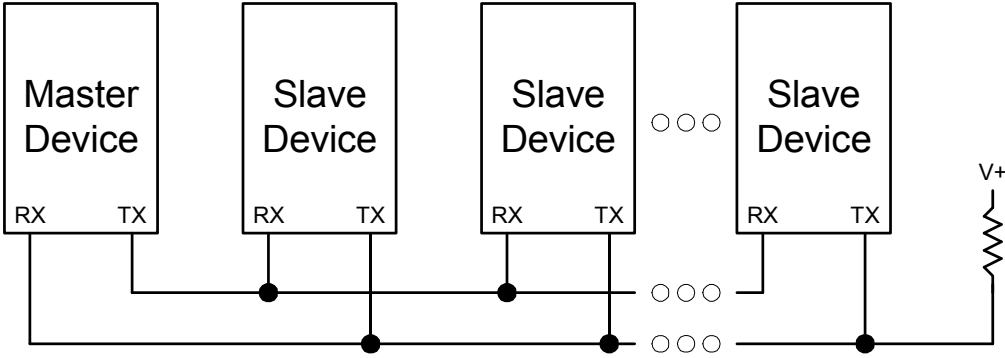 Master
Device
Slave
Device
Slave
Device
Slave
Device
RX TX
RX TX
RX TX
RX TX
V+